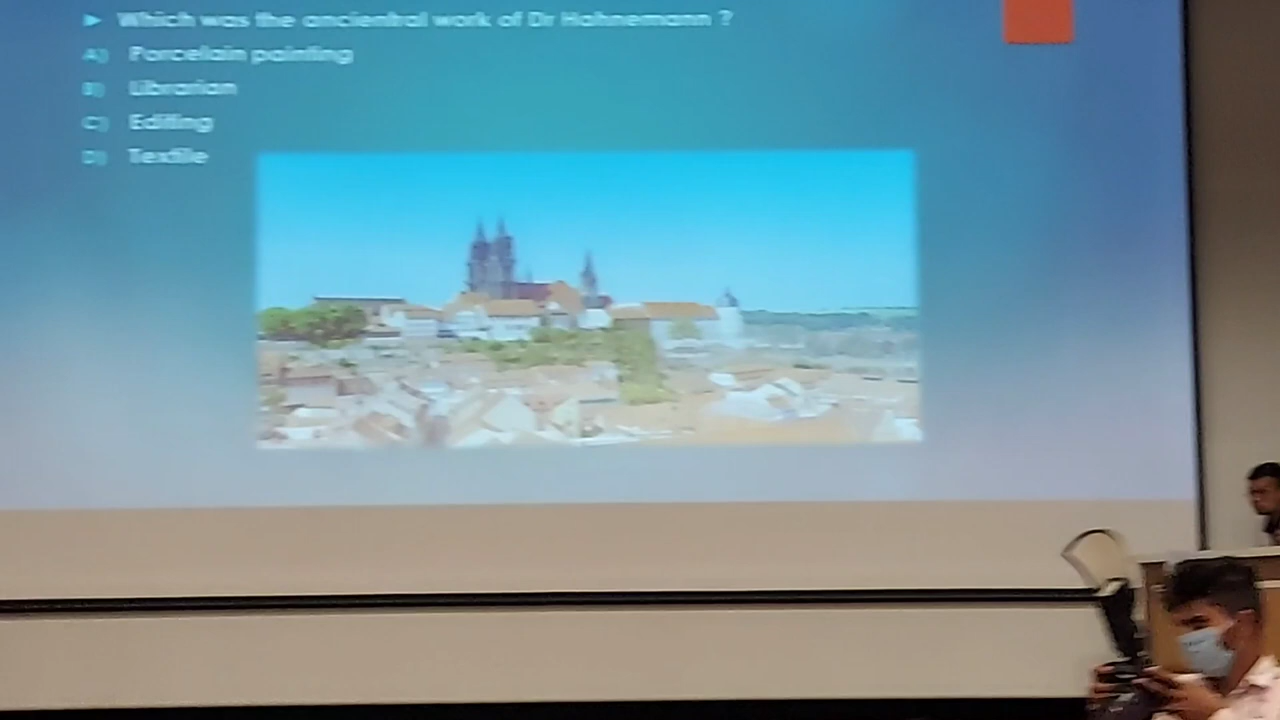 ► Which was the ancientral work of Dr Hahnemann ?
A) Porcelain painting
B) Librarian
C) Editing
D) Textile